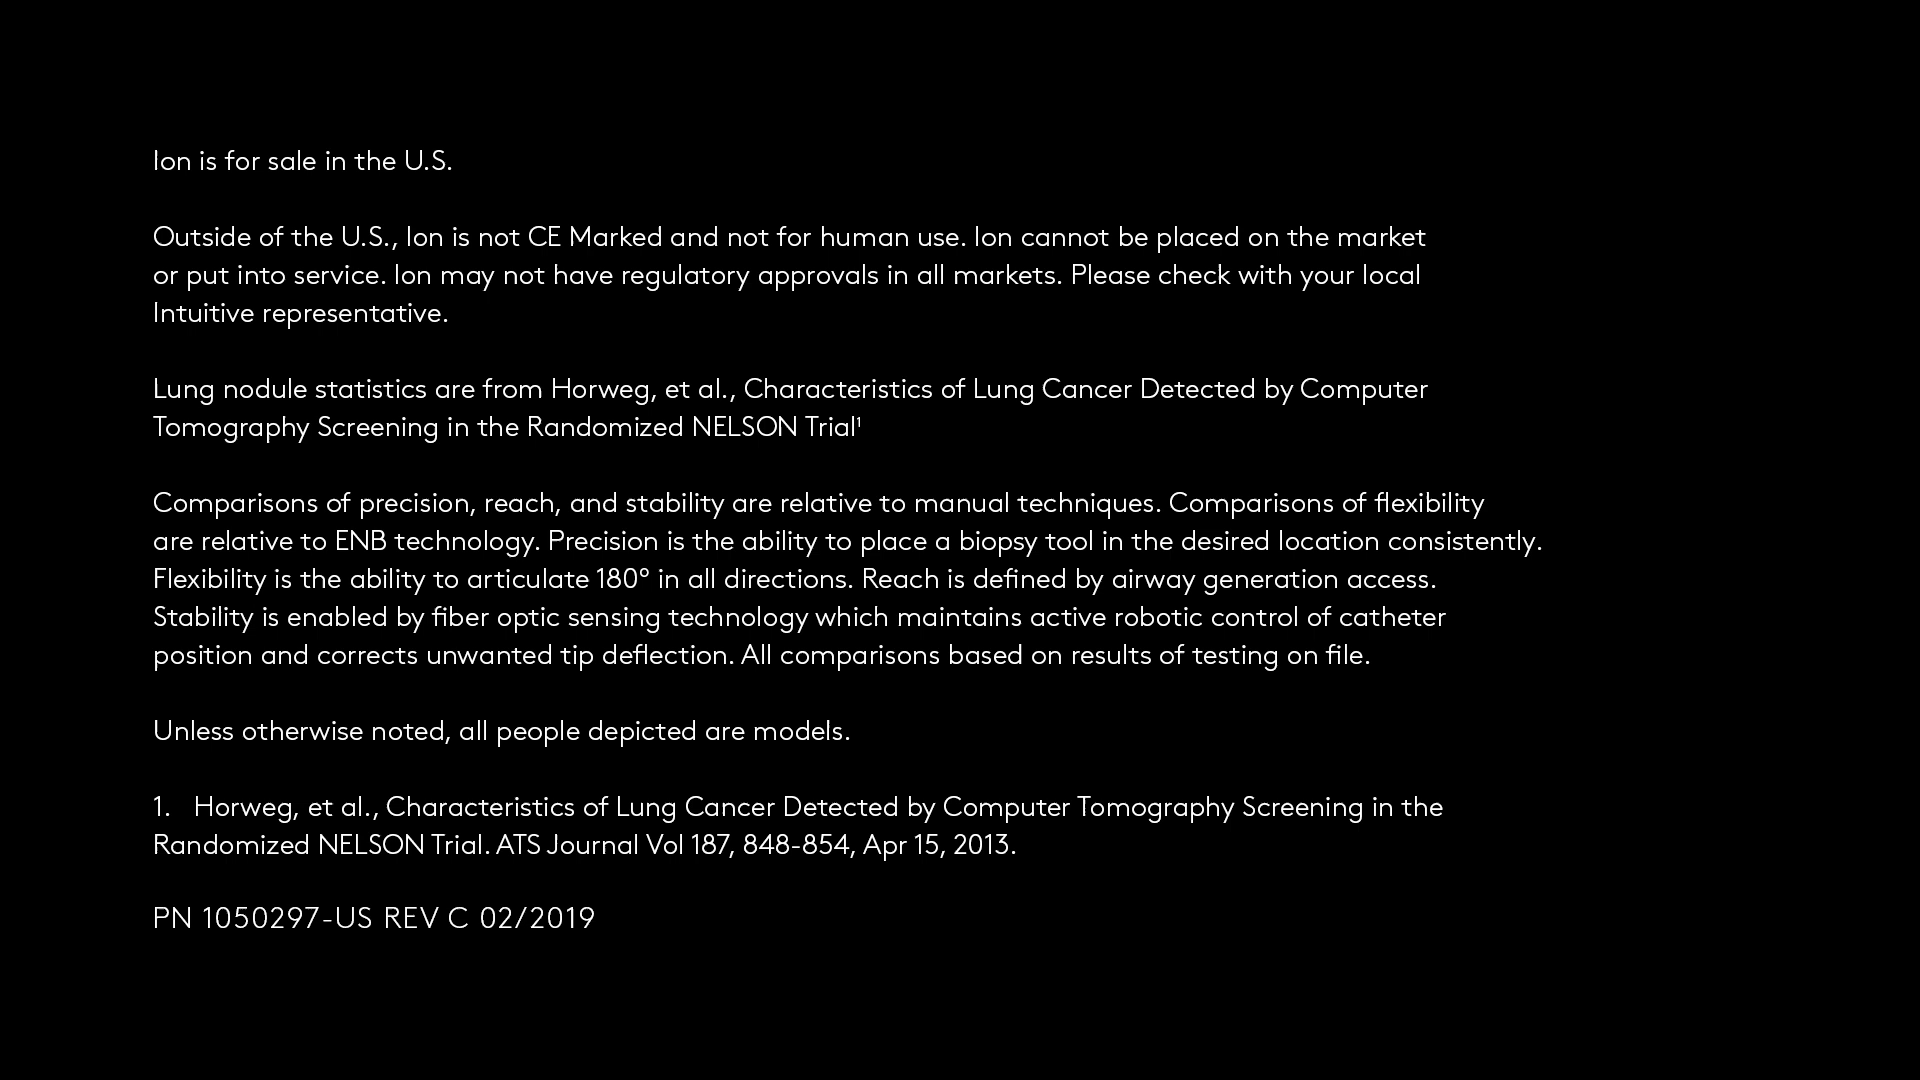 Ion is for sale in the U.S.
Outside of the U.S., Ion is not CE Marked and not for human use. Ion cannot be placed on the market
or put into service. Ion may not have regulatory approvals in all markets. Please check with your local
Intuitive representative.
Lung nodule statistics are from Horweg, et al., Characteristics of Lung Cancer Detected by Computer
Tomography Screening in the Randomized NELSON Trial¹
Comparisons of precision, reach, and stability are relative to manual techniques. Comparisons of flexibility
are relative to ENB technology. Precision is the ability to place a biopsy tool in the desired location consistently.
Flexibility is the ability to articulate 180° in all directions. Reach is defined by airway generation access.
Stability is enabled by fiber optic sensing technology which maintains active robotic control of catheter
position and corrects unwanted tip deflection. All comparisons based on results of testing on file.
Unless otherwise noted, all people depicted are models.
1. Horweg, et al., Characteristics of Lung Cancer Detected by Computer Tomography Screening in the
Randomized NELSON Trial. ATS Journal Vol 187, 848-854, Apr 15, 2013.
PN 1050297-US REV C 02/2019